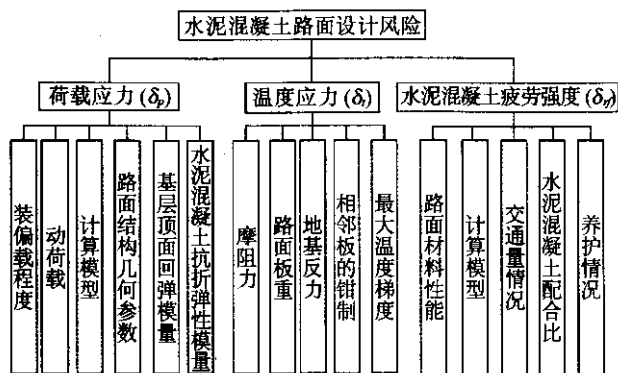 水泥混凝土路面设计风险
荷载应力(δp)
温度应力(δt)
水泥混凝土疲劳强度(δrf)
装偏载程度
动荷载
计算模型
路面结构几何参数
基层顶面回弹模量
水泥混凝土抗折弹性模量
摩阻力
路面板重
地基反力
相邻板的钳制
最大温度梯度
路面材料性能
计算模型
交通量情况
水泥混凝土配合比
养护情况